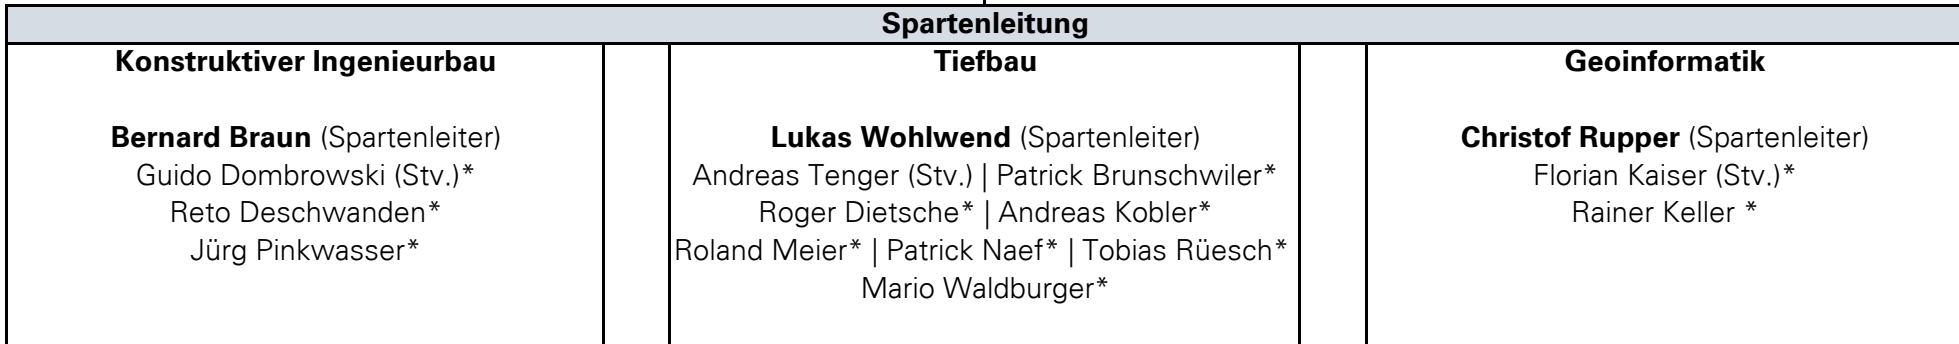 Spartenleitung
Konstruktiver Ingenieurbau
Bernard Braun (Spartenleiter)
Guido Dombrowski (Stv.)*
Reto Deschwanden*
Jürg Pinkwasser*
Tiefbau
Lukas Wohlwend (Spartenleiter)
Andreas Tenger (Stv.) | Patrick Brunschwiler*
Roger Dietsche* | Andreas Kobler*
Roland Meier* | Patrick Naef* | Tobias Rüesch*
Mario Waldburger*
Geoinformatik
Christof Rupper (Spartenleiter)
Florian Kaiser (Stv.)*
Rainer Keller *